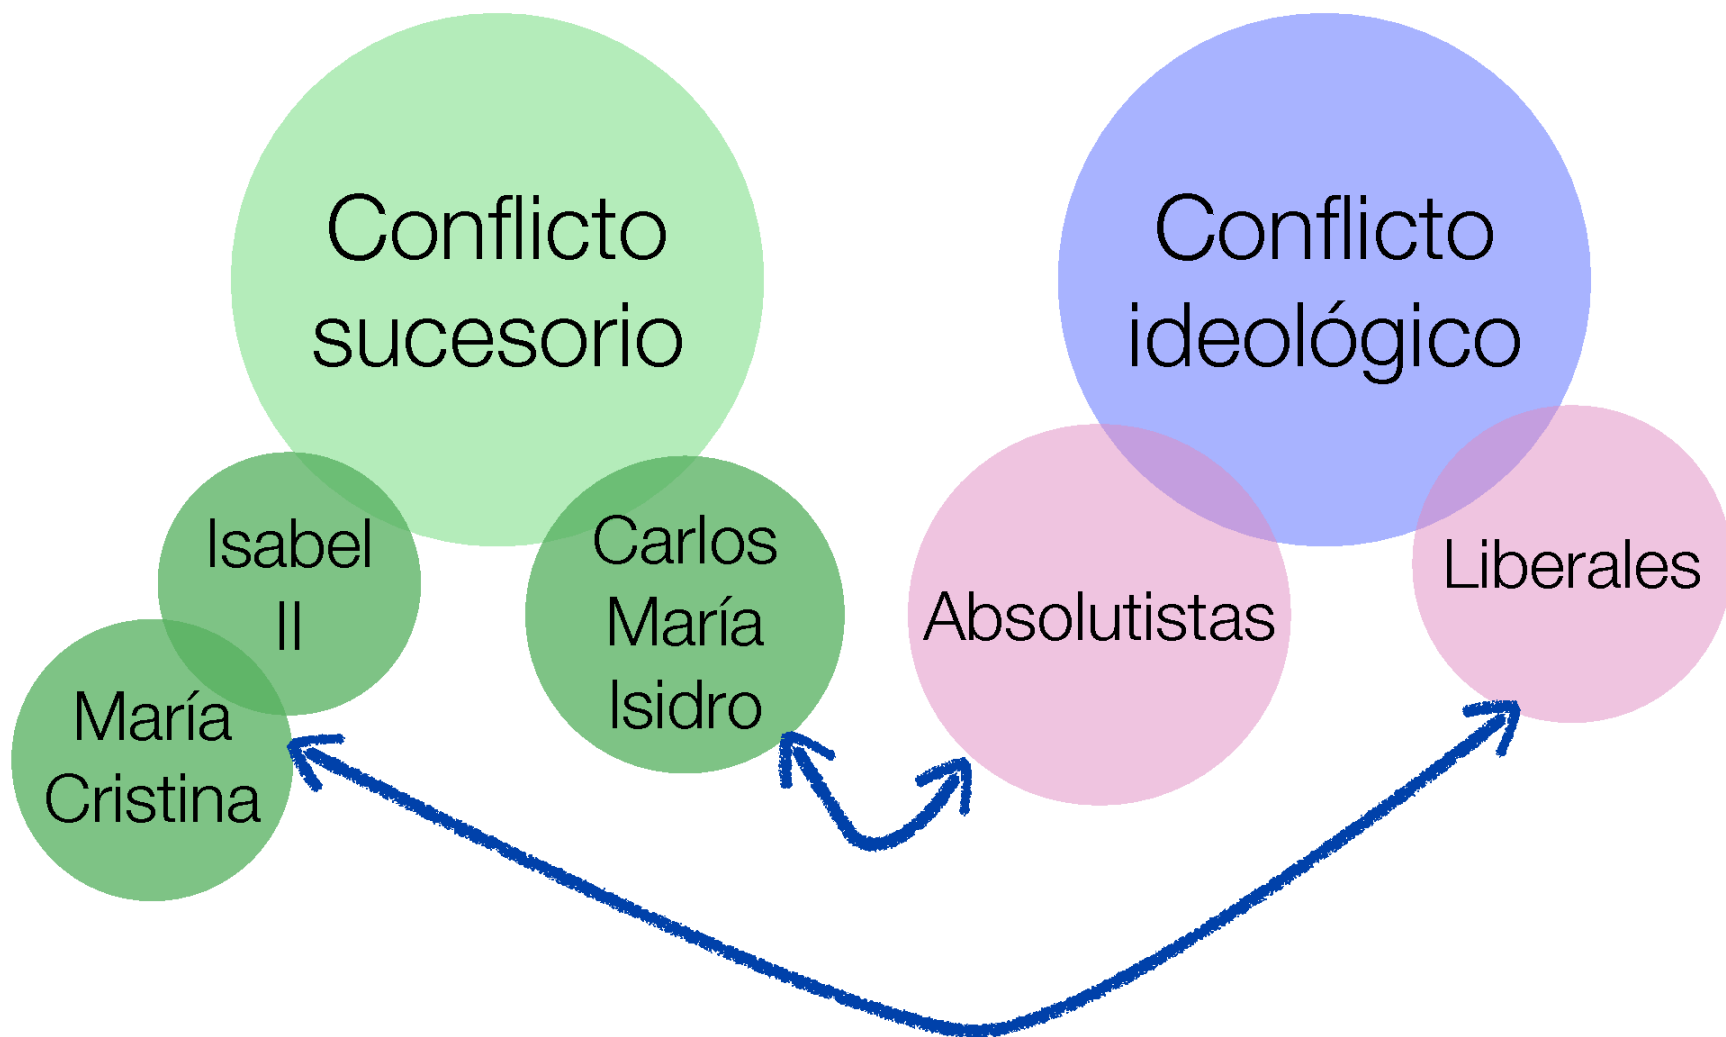 Conflicto
sucesorio
Conflicto
ideológico
Isabel
II
María
Cristina
Carlos
María
Isidro
Absolutistas
Liberales